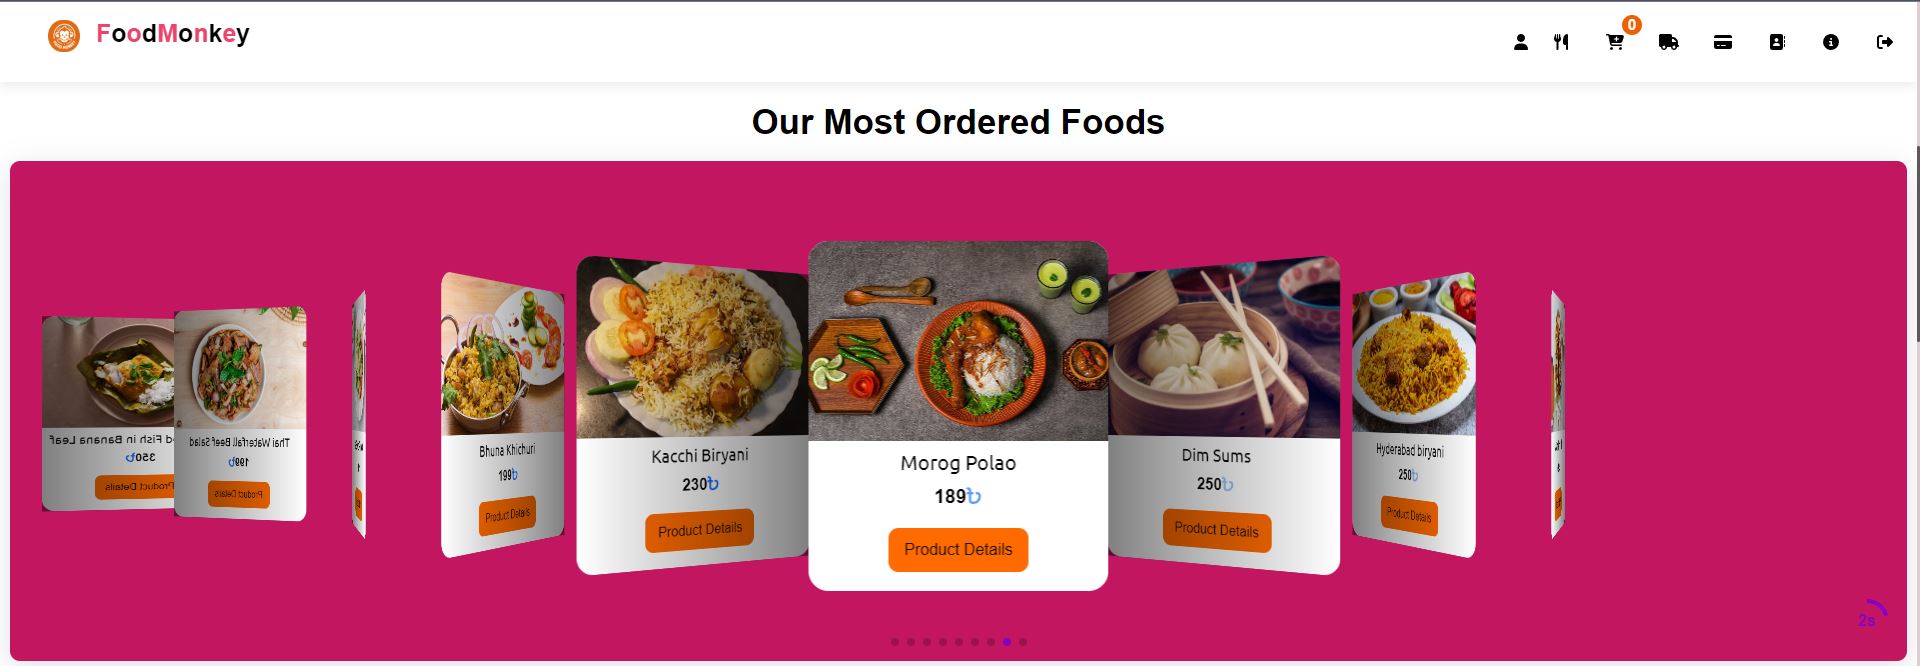 FoodMonkey
0
Our Most Ordered Foods
d Fish in Banana Leaf
350৳
Product Details
Thai Waterfall Beef Salad
199৳
Product Details
Bhuna Khichuri
199৳
Product Details
Kacchi Biryani
230৳
Product Details
Morog Polao
189৳
Product Details
Dim Sums
250৳
Product Details
Hyderabad biryani
250৳
Product Details
2s